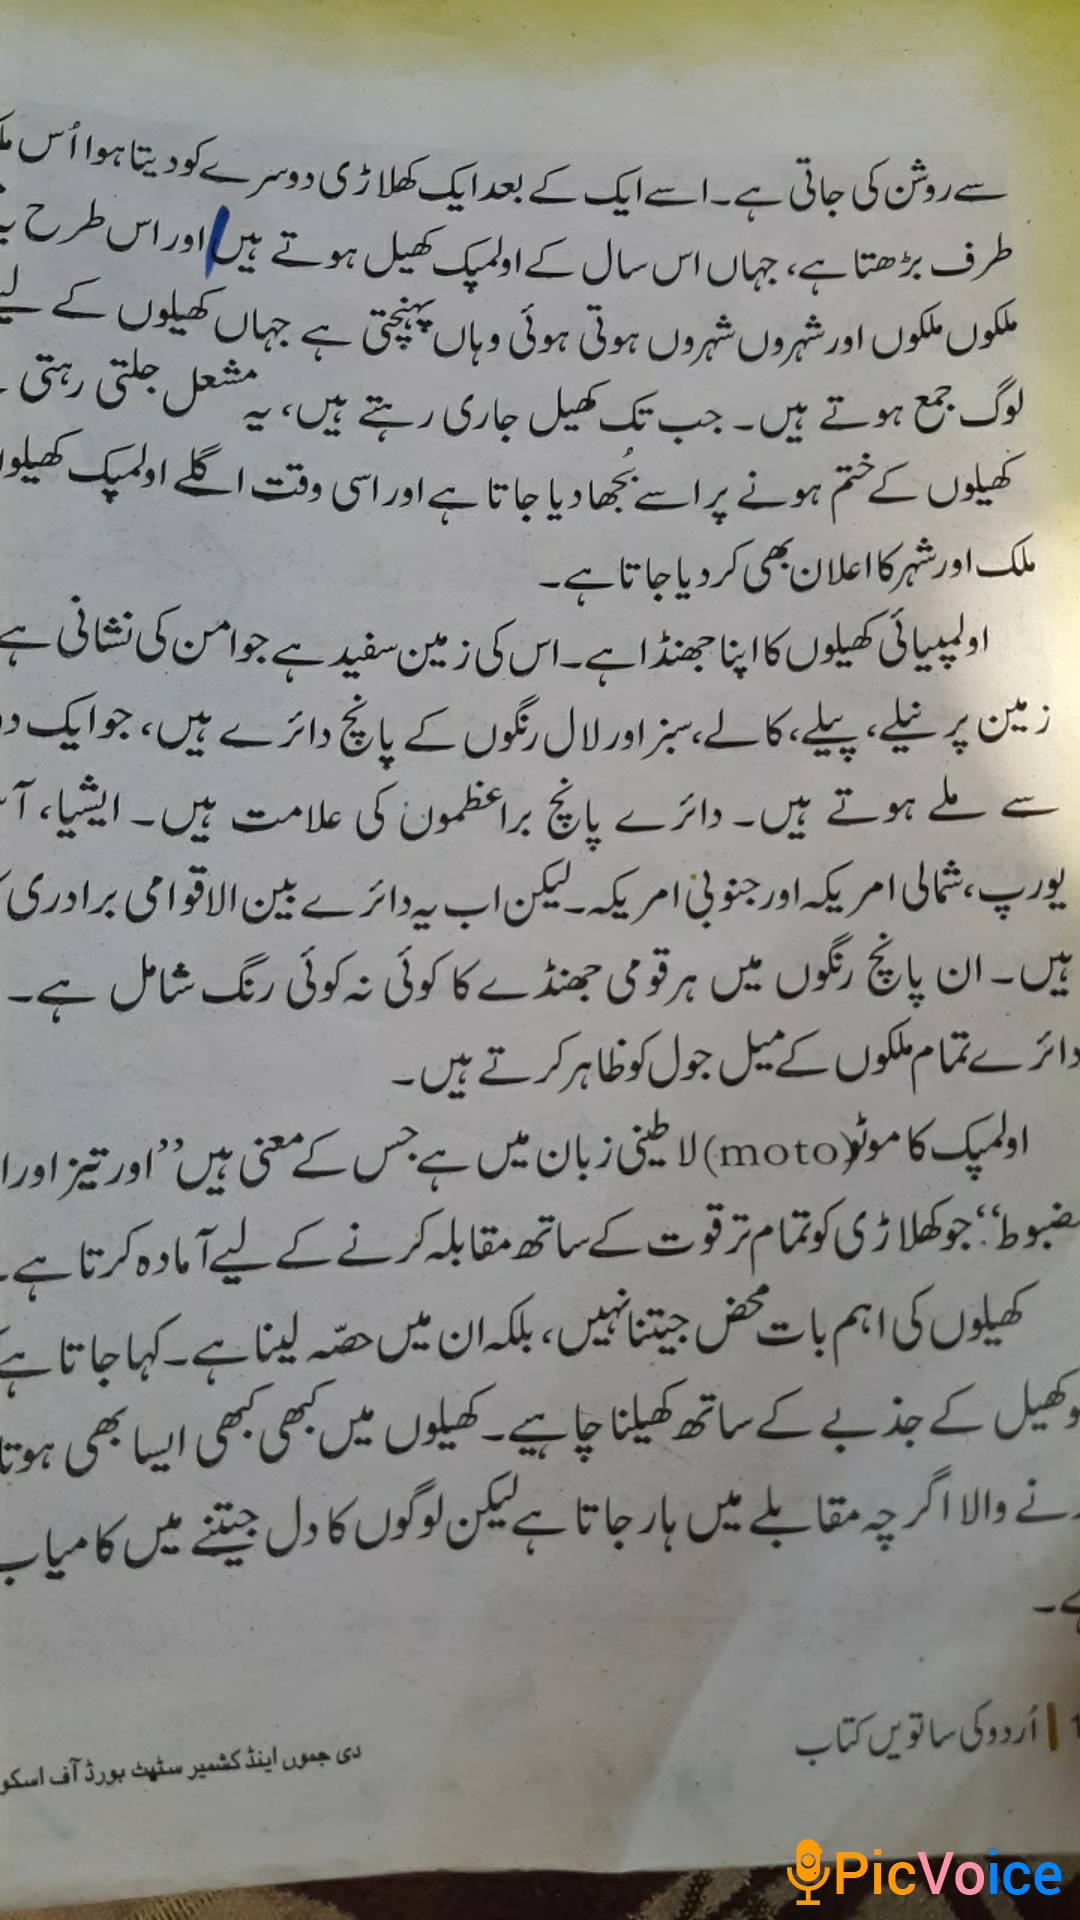 سے روشن کی جاتی ہے۔ اسے ایک کے بعد ایک کھلاڑی دوسرے کو دیتا ہوا اُس
طرف بڑھتا ہے، جہاں اس سال کے اولمپک کھیل ہوتے ہیں اور اس طرح
ملکوں ملکوں اور شہروں شہروں ہوتی ہوئی وہاں پہنچتی ہے جہاں کھیلوں کے
لوگ جمع ہوتے ہیں۔ جب تک کھیل جاری رہتے ہیں، یہ مشعل جلتی رہتی
کھیلوں کے ختم ہونے پر اسے بُجھا دیا جاتا ہے اور اسی وقت اگلے اولمپک
ملک اور شہر کا اعلان بھی کر دیا جاتا ہے۔
اولمپیائی کھیلوں کا اپنا جھنڈا ہے۔ اس کی زمین سفید ہے جو امن کی نشانی ہے
زمین پر نیلے، پیلے، کالے، سبز اور لال رنگوں کے پانچ دائرے ہیں، جو ایک
سے ملے ہوتے ہیں۔ دائرے پانچ براعظموں کی علامت ہیں۔ ایشیا،
یورپ، شمالی امریکہ اور جنوبی امریکہ۔ لیکن اب یہ دائرے بین الاقوامی برادری
ہیں۔ ان پانچ رنگوں میں ہر قومی جھنڈے کا کوئی نہ کوئی رنگ شامل ہے۔
دائرے تمام ملکوں کے میل جول کو ظاہر کرتے ہیں۔
اولمپک کا موٹو (moto) لاطینی زبان میں ہے جس کے معنی ہیں ”اور تیز اور
مضبوط“ جو کھلاڑی کو تمام تر قوت کے ساتھ مقابلہ کرنے کے لیے آمادہ کرتا ہے۔
کھیلوں کی اہم بات محض جیتنا نہیں، بلکہ ان میں حصّہ لینا ہے۔ کہا جاتا ہے
کھیل کے جذبے کے ساتھ کھیلنا چاہیے۔ کھیلوں میں کبھی کبھی ایسا بھی ہوتا
والا اگرچہ مقابلے میں ہار جاتا ہے لیکن لوگوں کا دل جیتنے میں کامیاب
ہے۔
اُردو کی ساتویں کتاب
دی جموں اینڈ کشمیر سٹیٹ بورڈ آف
PicVoice